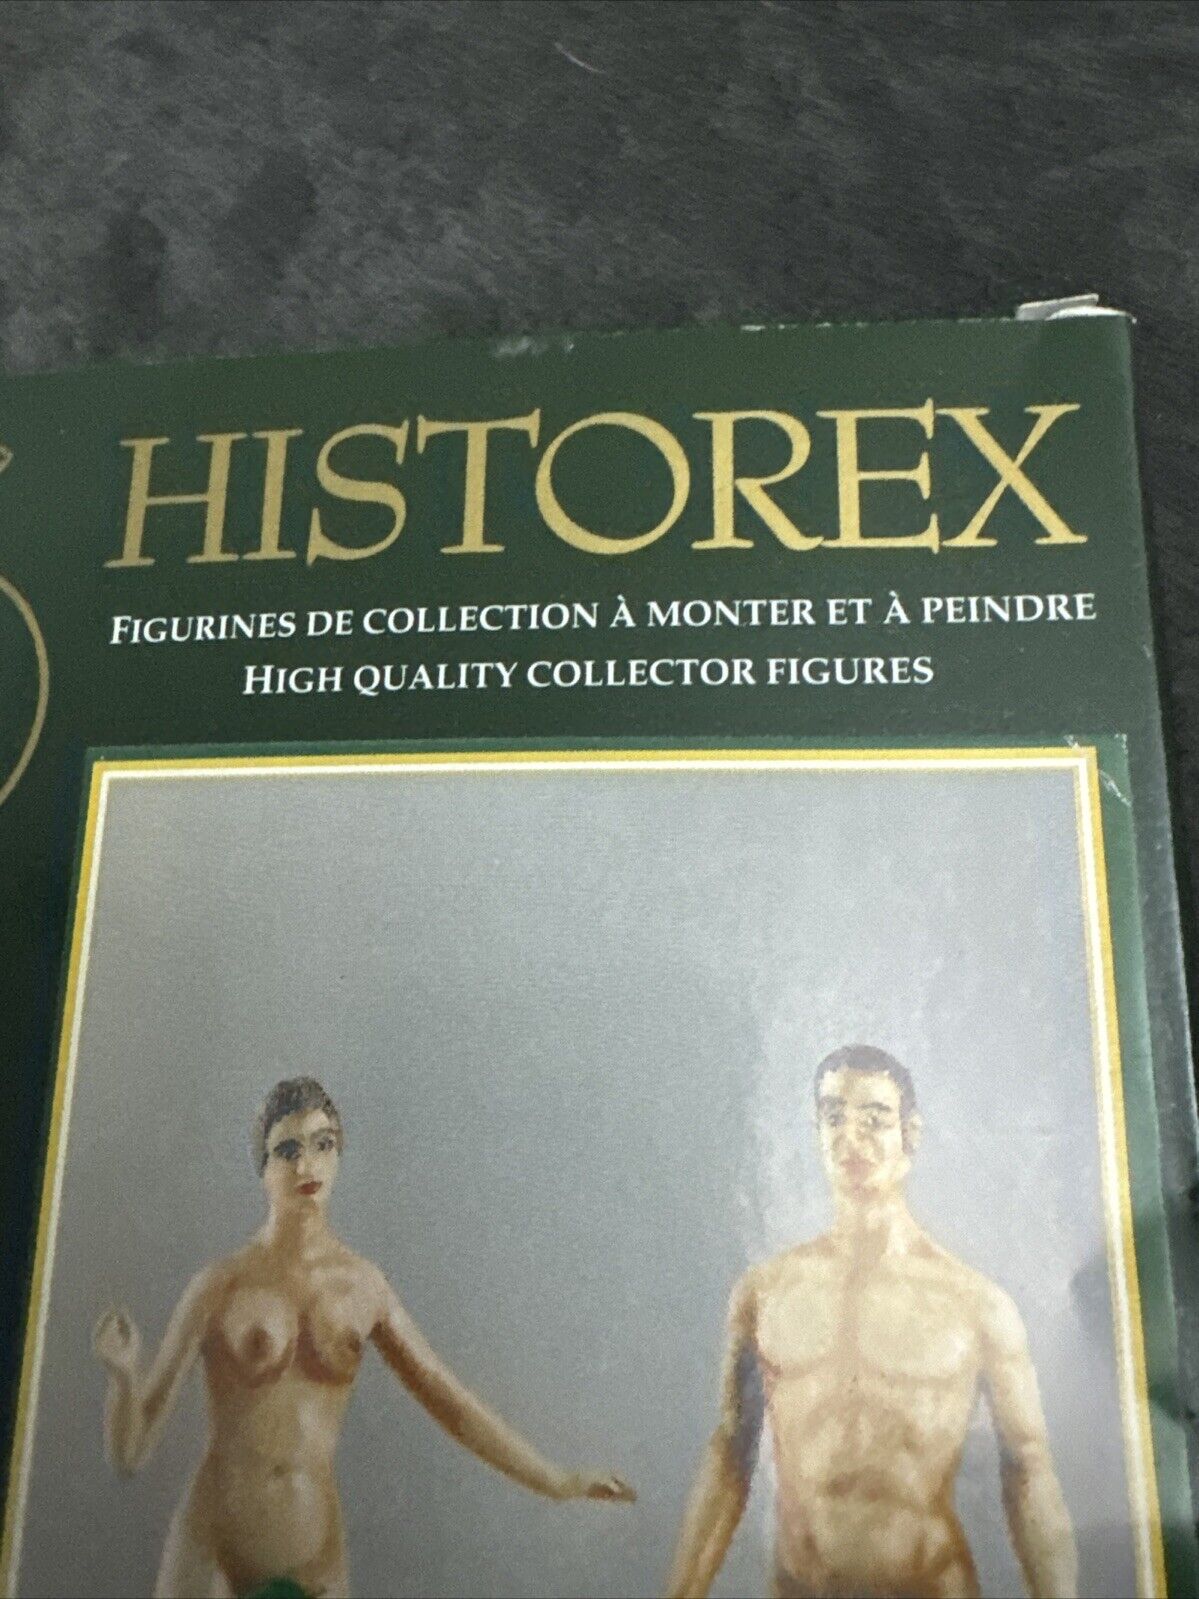 HISTOREX
FIGURINES DE COLLECTION À MONTER ET À PEINDRE
HIGH QUALITY COLLECTOR FIGURES